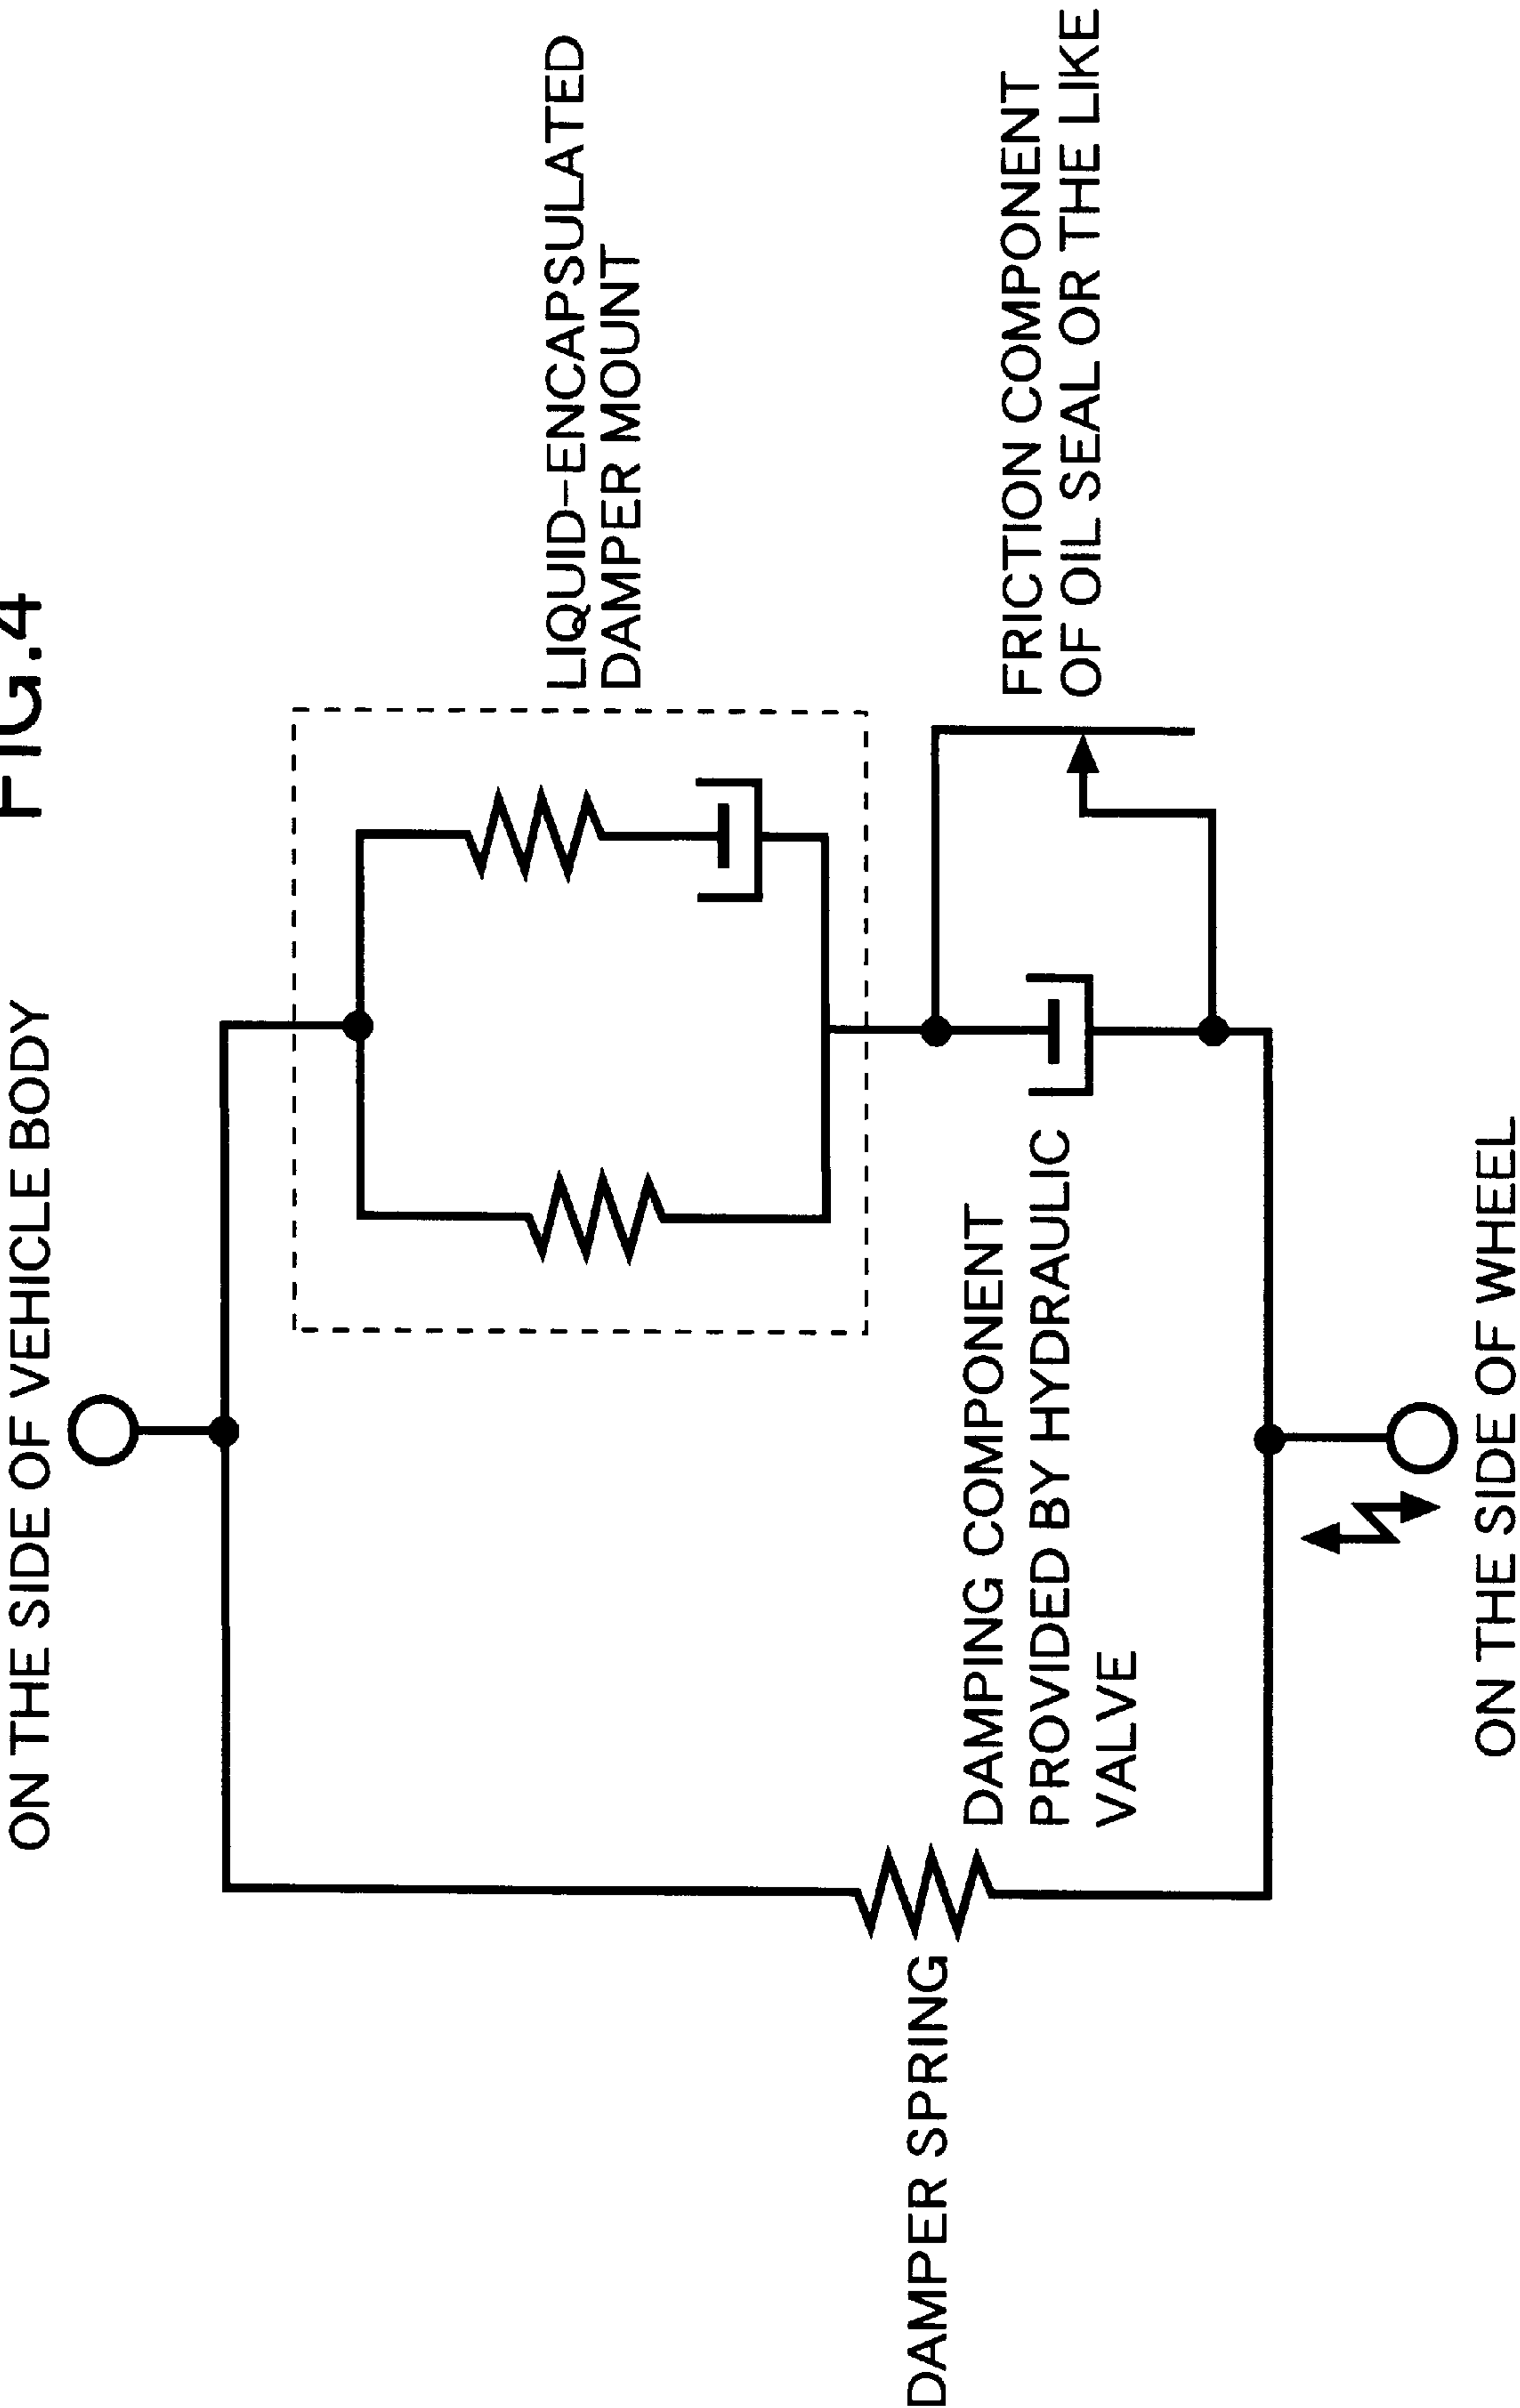 FIG.4
ON THE SIDE OF VEHICLE BODY
LIQUID-ENCAPSULATED
DAMPER MOUNT
DAMPER SPRING
DAMPING COMPONENT
PROVIDED BY HYDRAULIC
VALVE
FRICTION COMPONENT
OF OIL SEAL OR THE LIKE
ON THE SIDE OF WHEEL